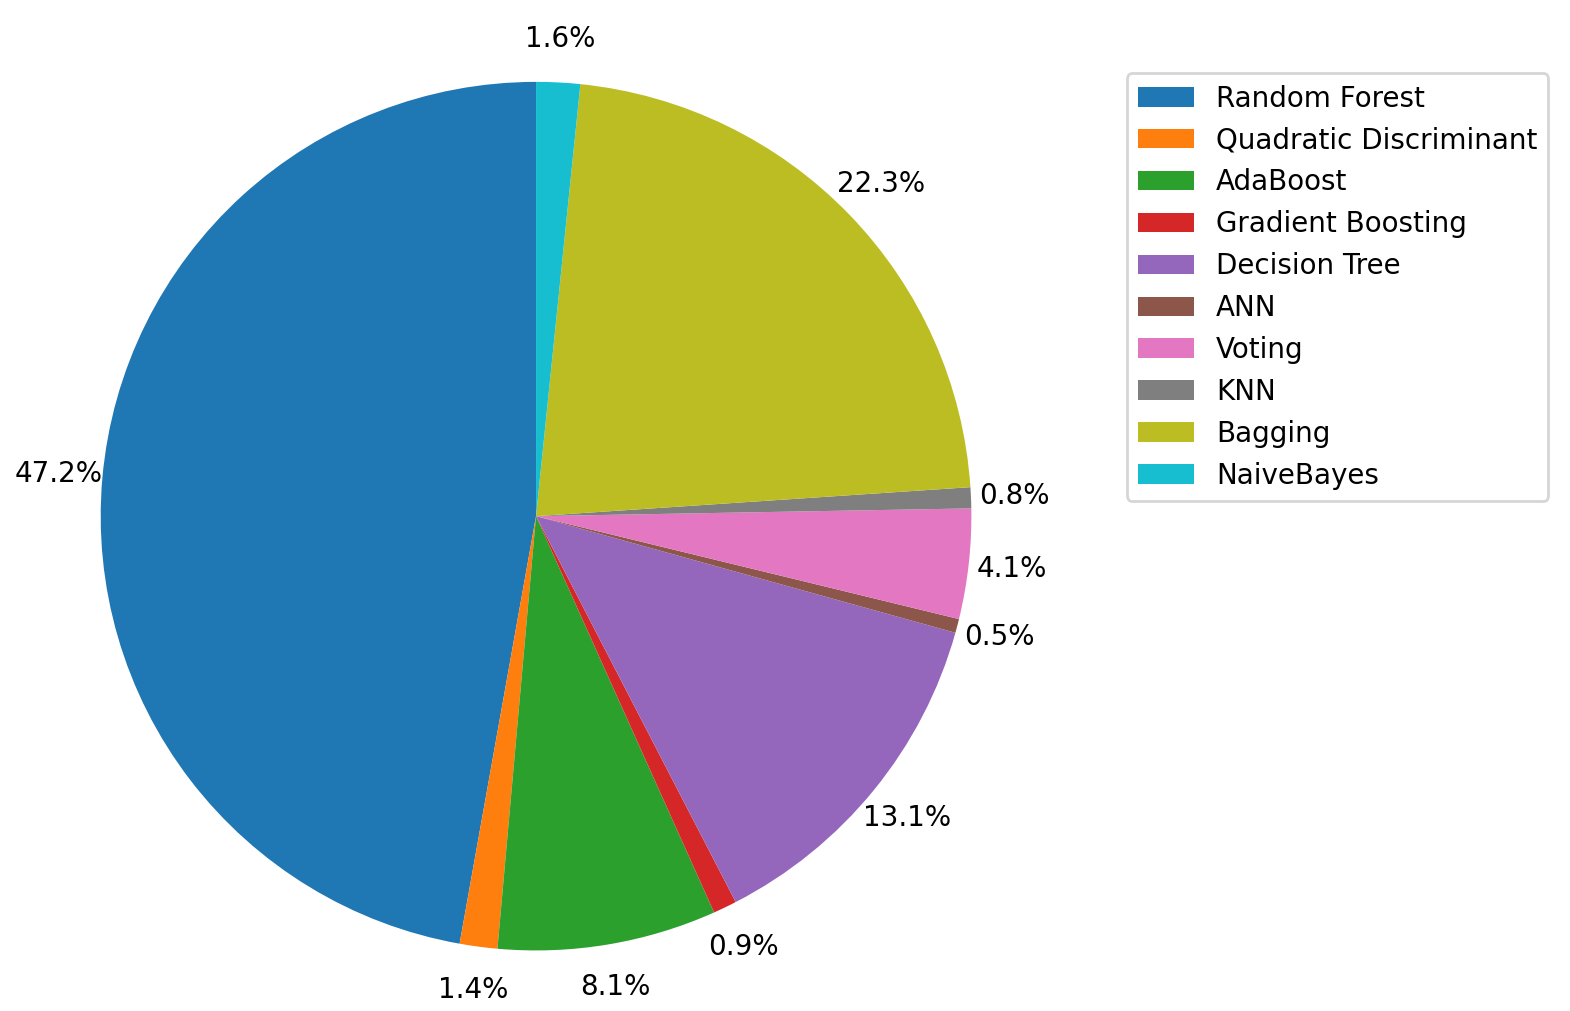 1.6%
22.3%
47.2%
0.8%
4.1%
0.5%
13.1%
0.9%
8.1%
1.4%
Random Forest
Quadratic Discriminant
AdaBoost
Gradient Boosting
Decision Tree
ANN
Voting
KNN
Bagging
NaiveBayes